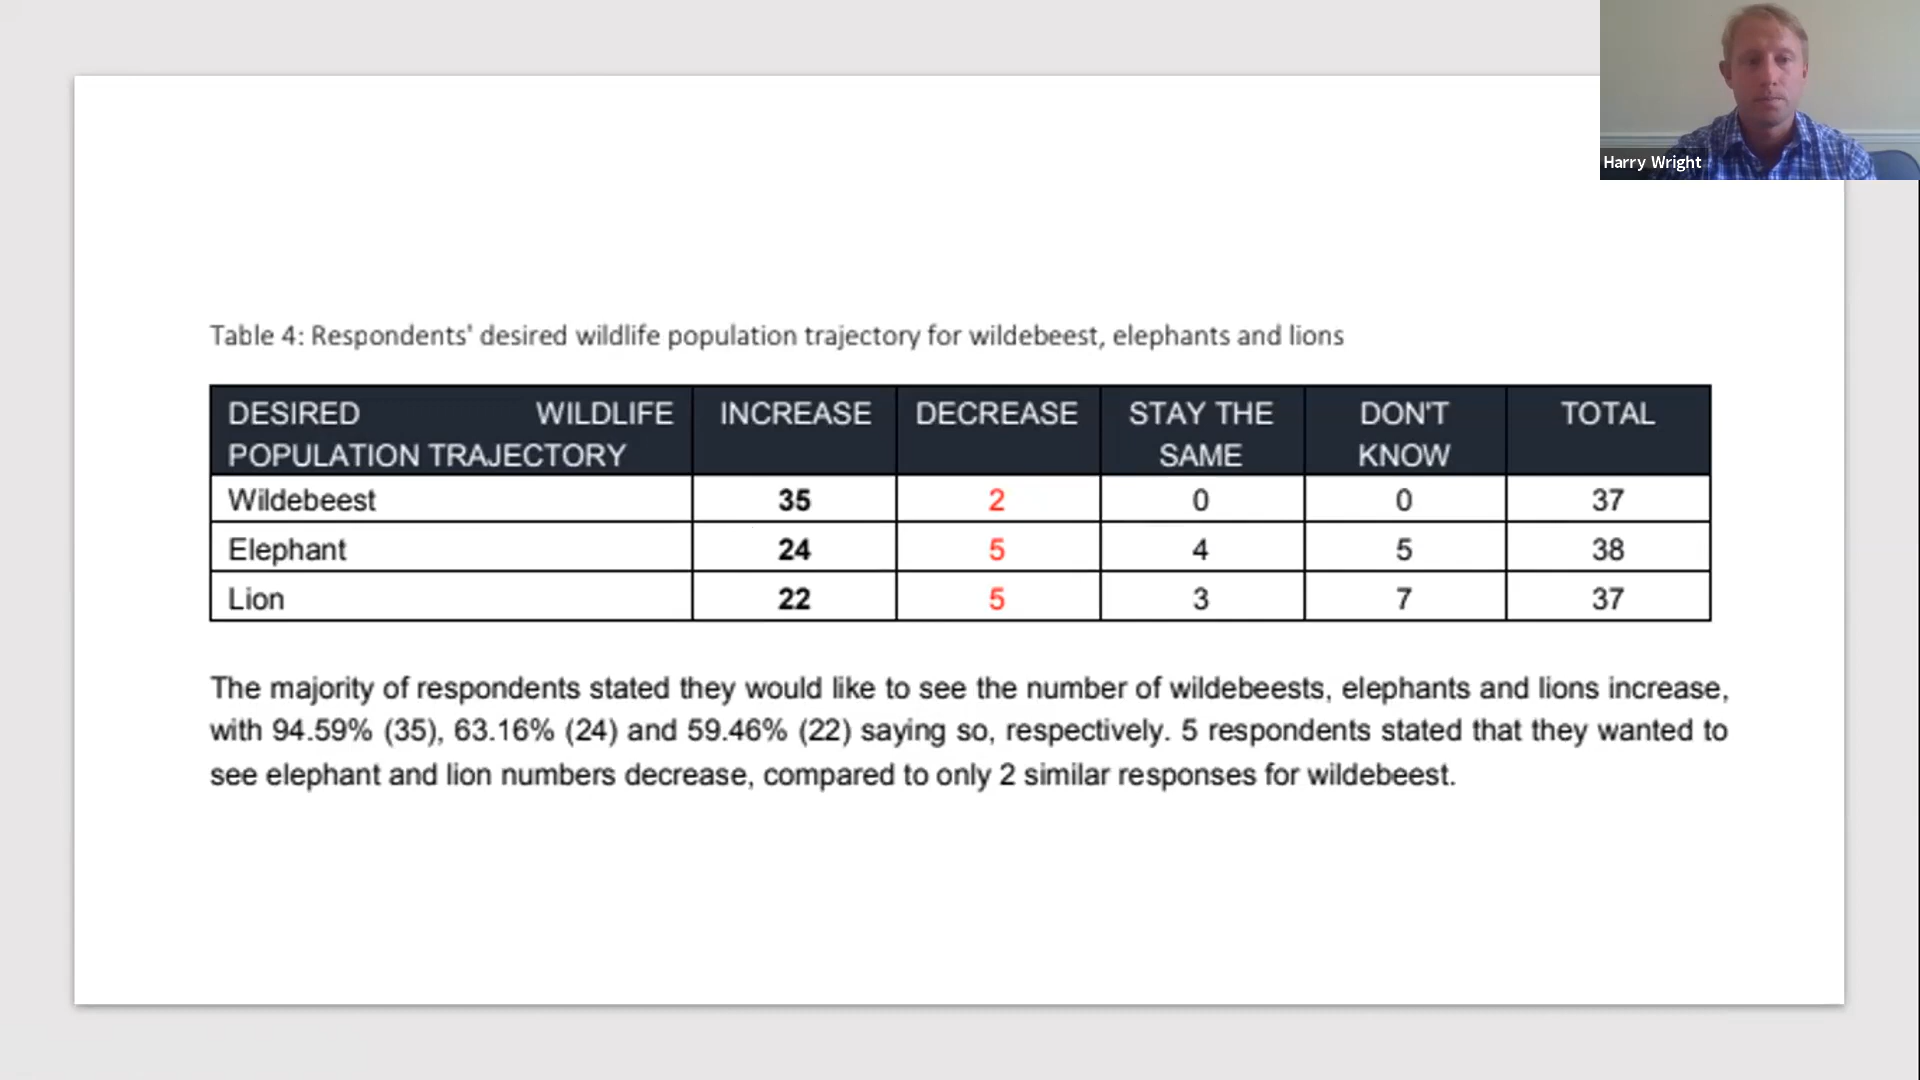 Harry Wright
Table 4: Respondents' desired wildlife population trajectory for wildebeest, elephants and lions
DESIRED WILDLIFE POPULATION TRAJECTORY INCREASE DECREASE STAY THE SAME DON'T KNOW TOTAL
Wildebeest 35 2 0 0 37
Elephant 24 5 4 5 38
Lion 22 5 3 7 37
The majority of respondents stated they would like to see the number of wildebeests, elephants and lions increase,
with 94.59% (35), 63.16% (24) and 59.46% (22) saying so, respectively. 5 respondents stated that they wanted to
see elephant and lion numbers decrease, compared to only 2 similar responses for wildebeest.